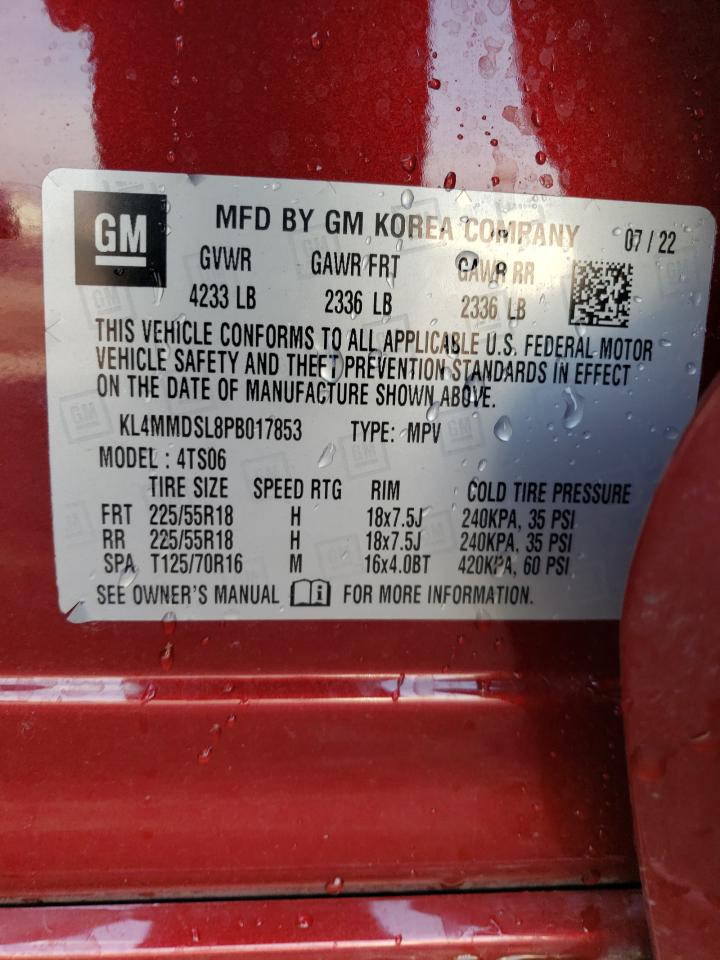 GM MFD BY GM KOREA COMPANY 07 / 22
GVWR GAWR FRT GAWR RR
4233 LB 2336 LB 2336 LB
THIS VEHICLE CONFORMS TO ALL APPLICABLE U.S. FEDERAL MOTOR
VEHICLE SAFETY AND THEFT PREVENTION STANDARDS IN EFFECT
ON THE DATE OF MANUFACTURE SHOWN ABOVE.
KL4MMDSL8PB017853 TYPE: MPV
MODEL : 4TS06
TIRE SIZE SPEED RTG RIM COLD TIRE PRESSURE
FRT 225/55R18 H 18x7.5J 240KPA, 35 PSI
RR 225/55R18 H 18x7.5J 240KPA, 35 PSI
SPA T125/70R16 M 16x4.0BT 420KPA, 60 PSI
SEE OWNER'S MANUAL i FOR MORE INFORMATION.